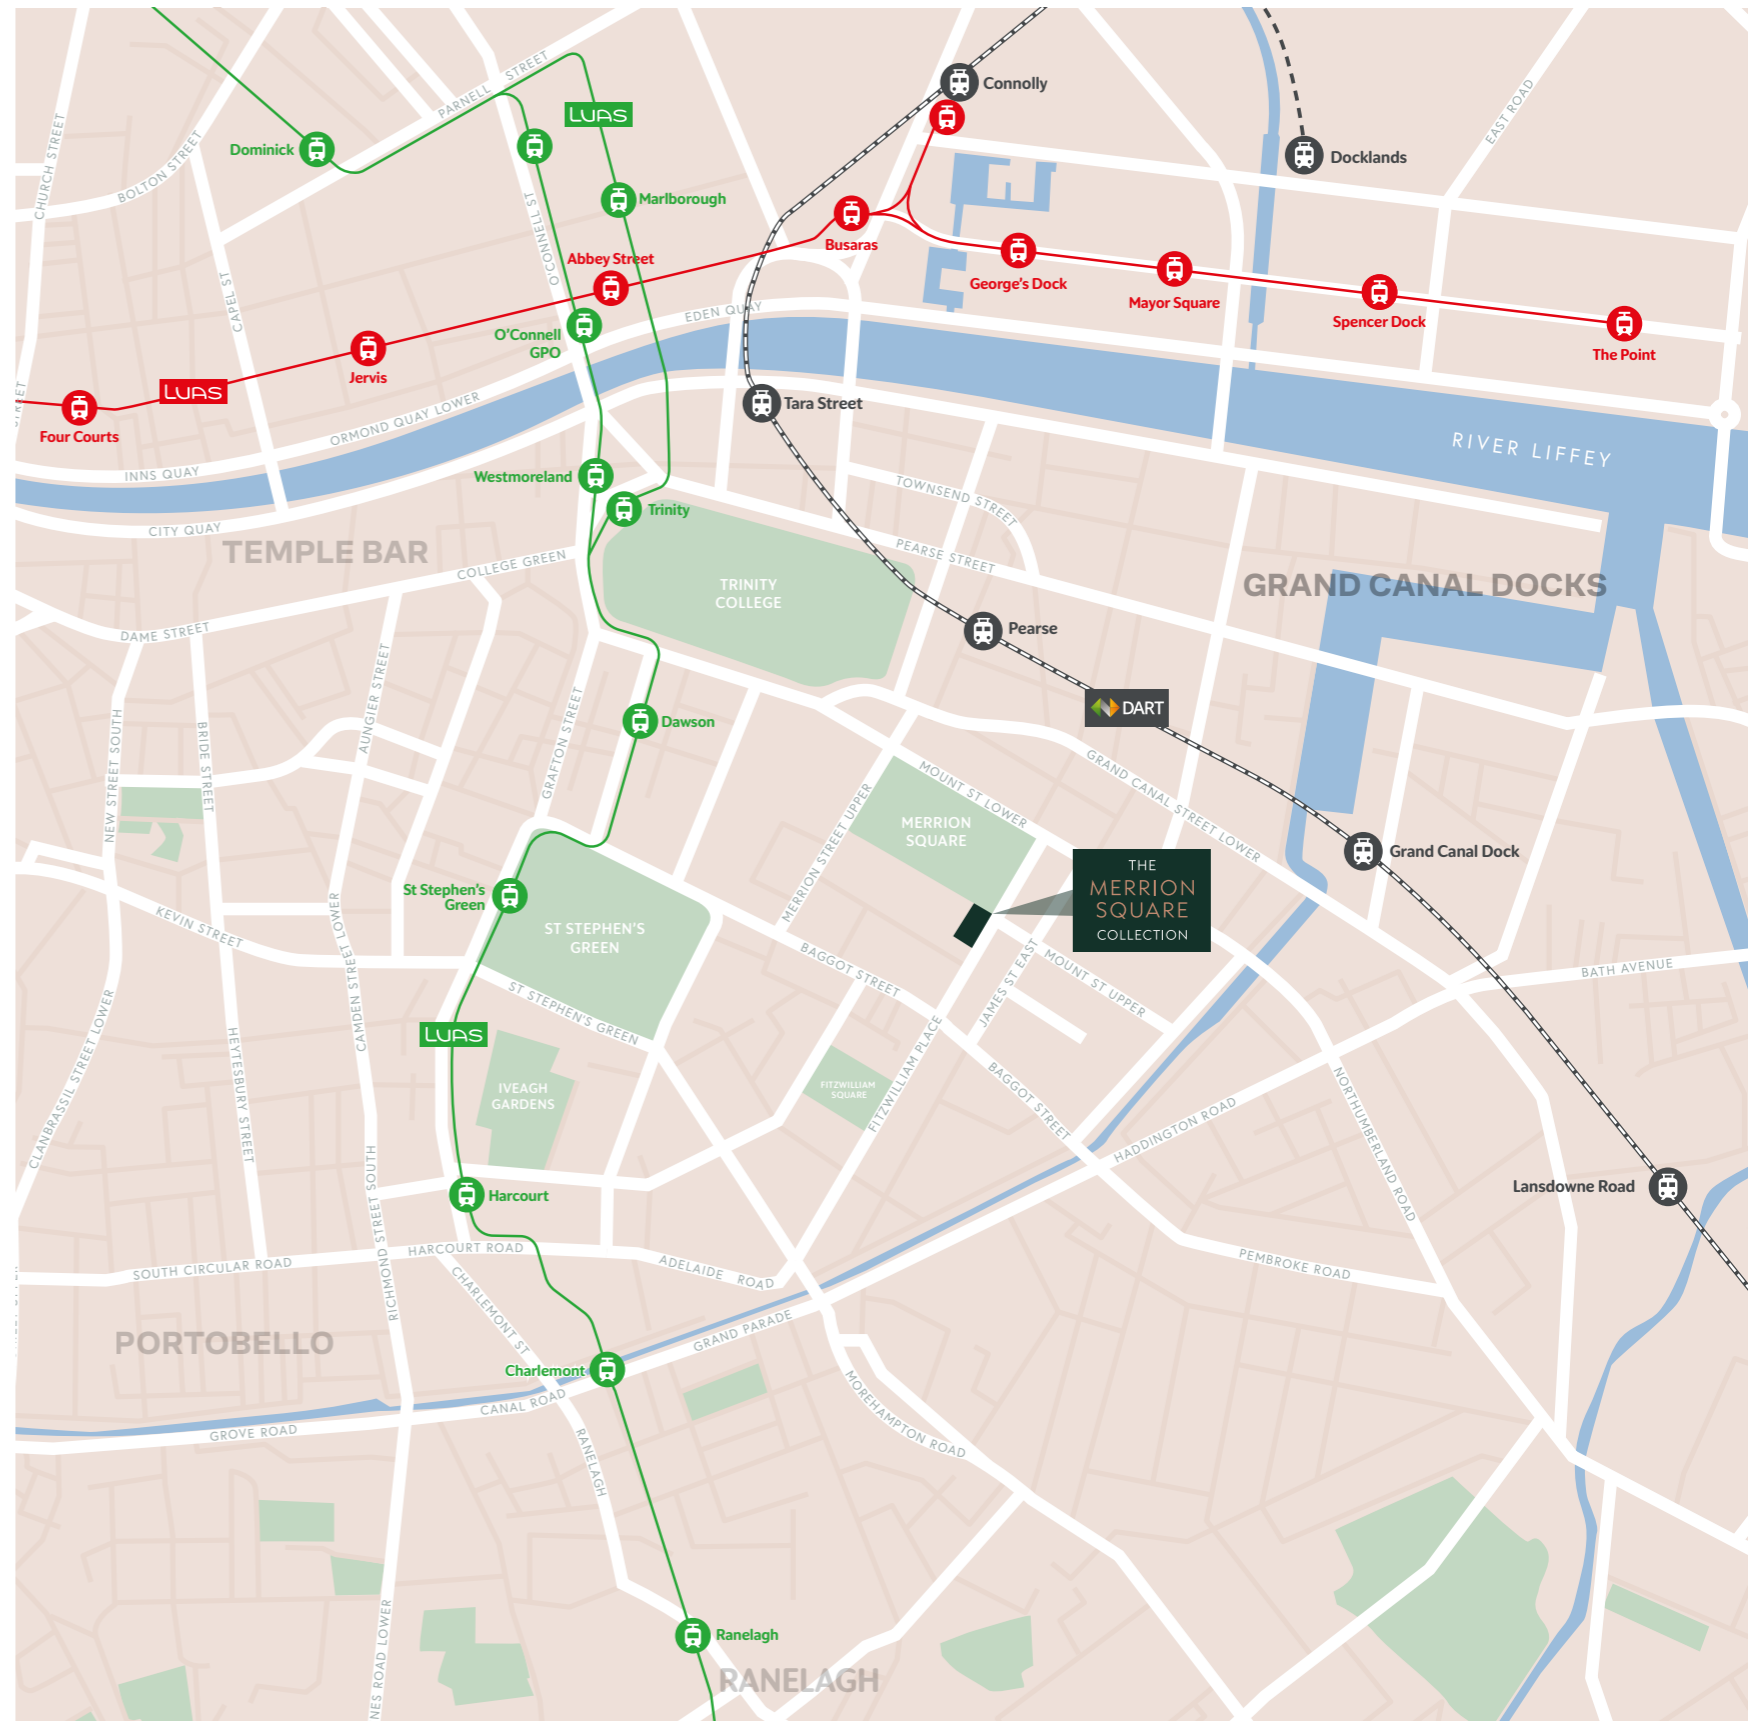 Connolly
PARNELL STREET
LUAS
EAST ROAD
CHURCH STREET
BOLTON STREET
Dominick
Docklands
Marlborough
O'CONNELL ST
Busaras
Abbey Street
George's Dock
Mayor Square
Spencer Dock
The Point
CAPEL ST
EDEN QUAY
O'Connell
GPO
Jervis
LUAS
Four Courts
Tara Street
ORMOND QUAY LOWER
RIVER LIFFEY
INNS QUAY
Westmoreland
TOWNSEND STREET
Trinity
CITY QUAY
TEMPLE BAR
COLLEGE GREEN
PEARSE STREET
TRINITY
COLLEGE
GRAND CANAL DOCKS
DAME STREET
Pearse
AUNGIER STREET
DART
Dawson
NEW STREET SOUTH
BRIDE STREET
GRAFTON STREET
MOUNT ST LOWER
GRAND CANAL STREET LOWER
MERRION STREET UPPER
MERRION
SQUARE
Grand Canal Dock
THE
MERRION
SQUARE
COLLECTION
St Stephen's
Green
KEVIN STREET
ST STEPHEN'S
GREEN
CAMDEN STREET LOWER
BAGGOT STREET
JAMES ST EAST
MOUNT ST UPPER
BATH AVENUE
ST STEPHEN'S GREEN
LUAS
CLANBRASSIL STREET LOWER
HEYTESBURY STREET
IVEAGH
GARDENS
FITZWILLIAM
SQUARE
FITZWILLIAM PLACE
BAGGOT STREET
HADDINGTON ROAD
NORTHUMBERLAND ROAD
Lansdowne Road
Harcourt
RICHMOND STREET SOUTH
HARCOURT ROAD
SOUTH CIRCULAR ROAD
ADELAIDE ROAD
PEMBROKE ROAD
CHARLEMONT ST
PORTOBELLO
GRAND PARADE
Charlemont
CANAL ROAD
GROVE ROAD
MOREHAMPTON ROAD
RANELAGH
NES ROAD LOWER
Ranelagh
RANELAGH